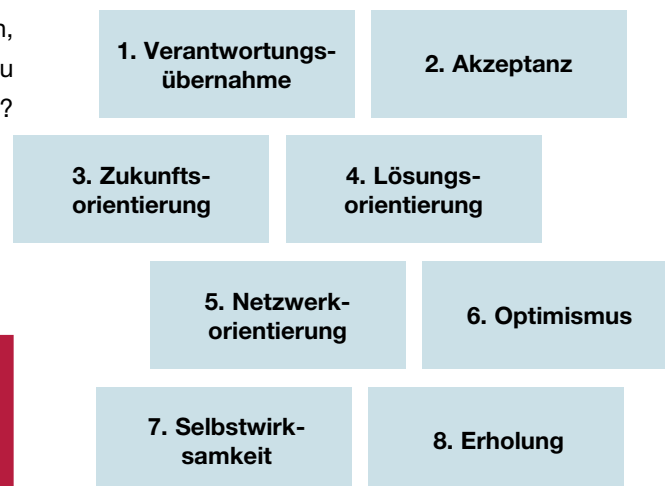 n,
u
?
1. Verantwortungs-
übernahme
2. Akzeptanz
3. Zukunfts-
orientierung
4. Lösungs-
orientierung
5. Netzwerk-
orientierung
6. Optimismus
7. Selbstwirk-
samkeit
8. Erholung